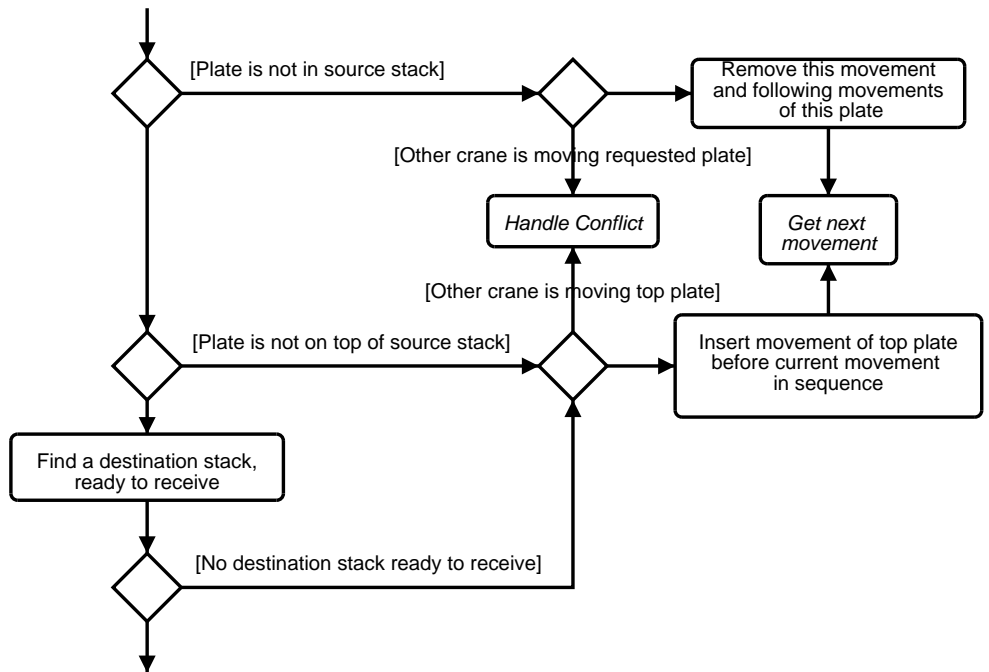 [Plate is not in source stack]
Remove this movement
and following movements
of this plate
[Other crane is moving requested plate]
Handle Conflict
Get next
movement
[Other crane is moving top plate]
[Plate is not on top of source stack]
Insert movement of top plate
before current movement
in sequence
Find a destination stack,
ready to receive
[No destination stack ready to receive]